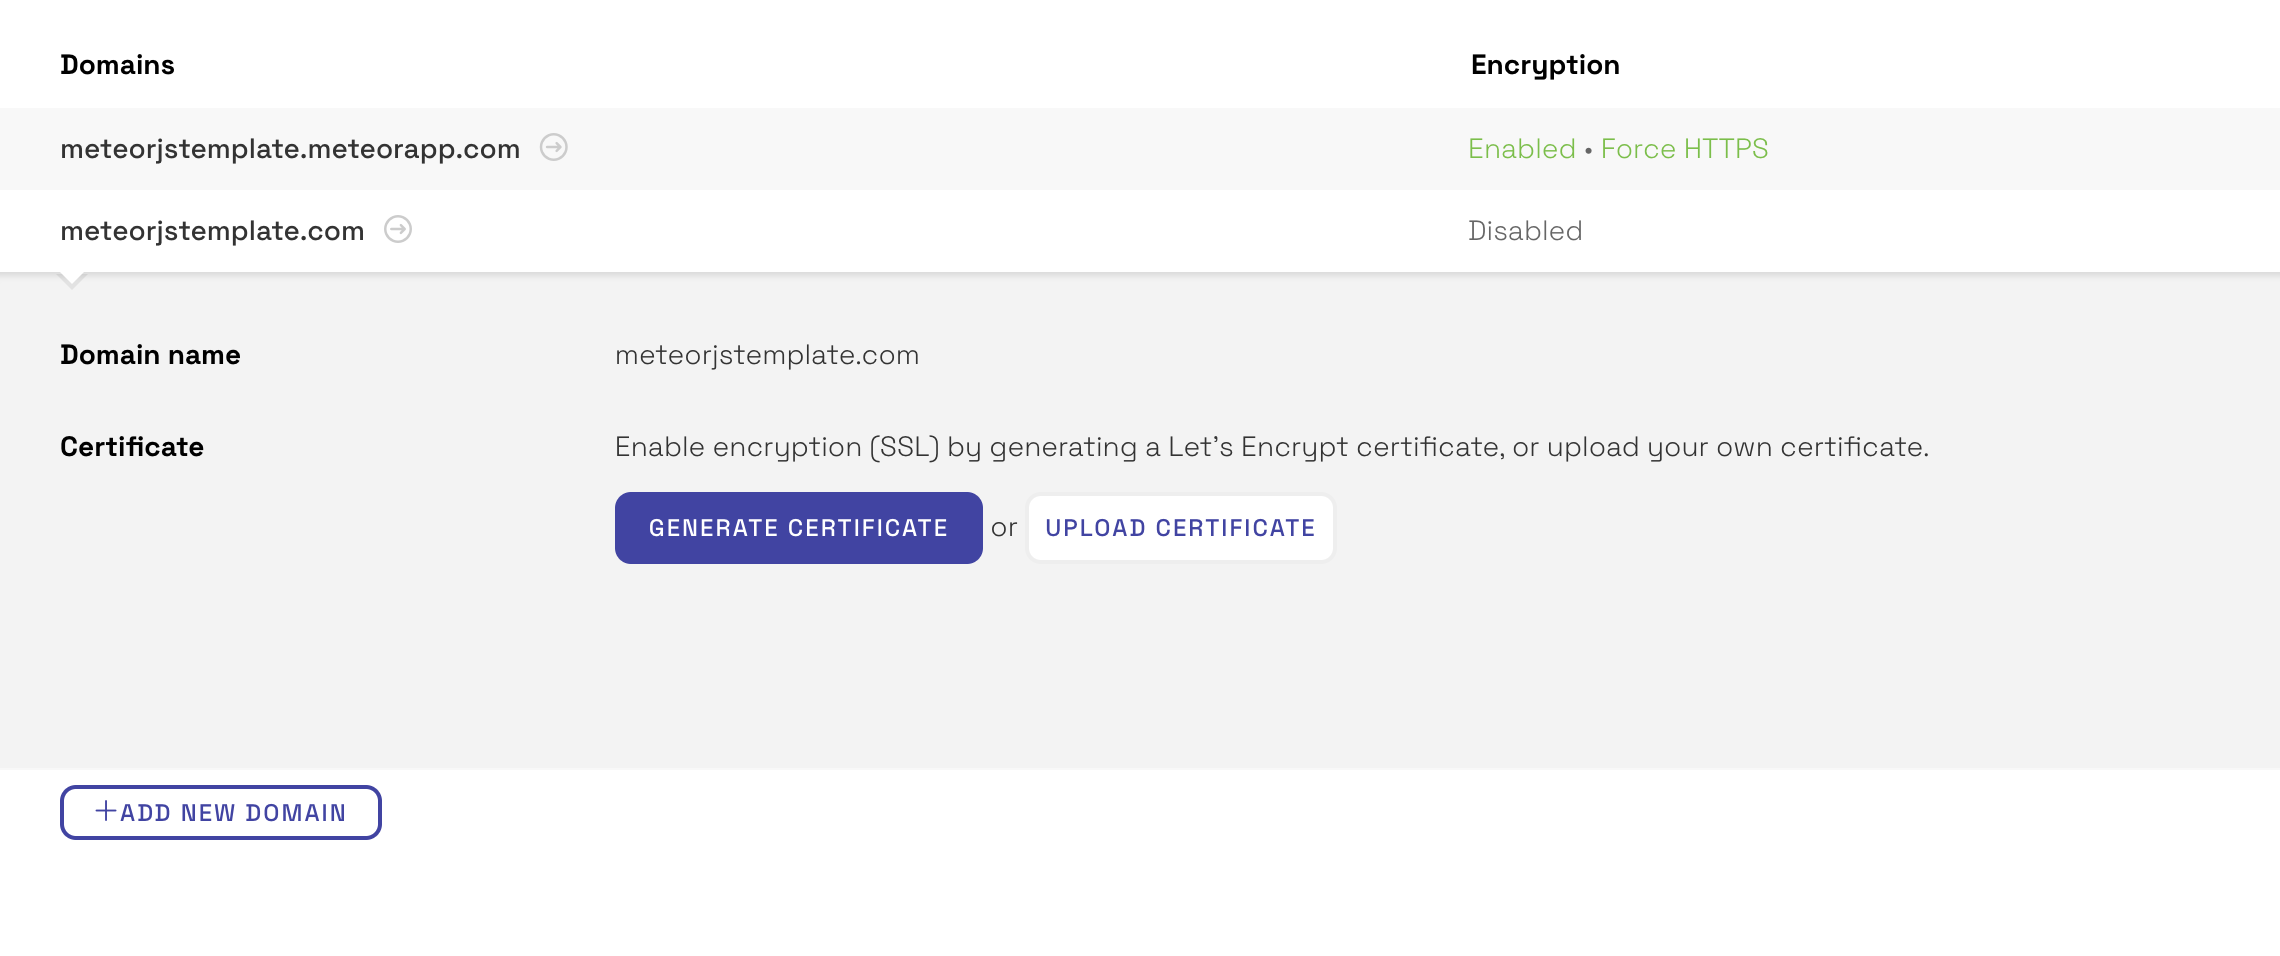 Domains Encryption
meteorjstemplate.meteorapp.com Enabled • Force HTTPS
meteorjstemplate.com Disabled
Domain name meteorjstemplate.com
Certificate Enable encryption (SSL) by generating a Let's Encrypt certificate, or upload your own certificate.
GENERATE CERTIFICATE or UPLOAD CERTIFICATE
+ADD NEW DOMAIN